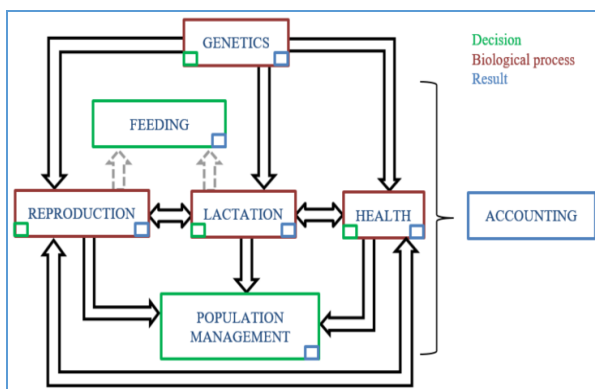 GENETICS
Decision
Biological process
Result
FEEDING
REPRODUCTION
LACTATION
HEALTH
ACCOUNTING
POPULATION
MANAGEMENT